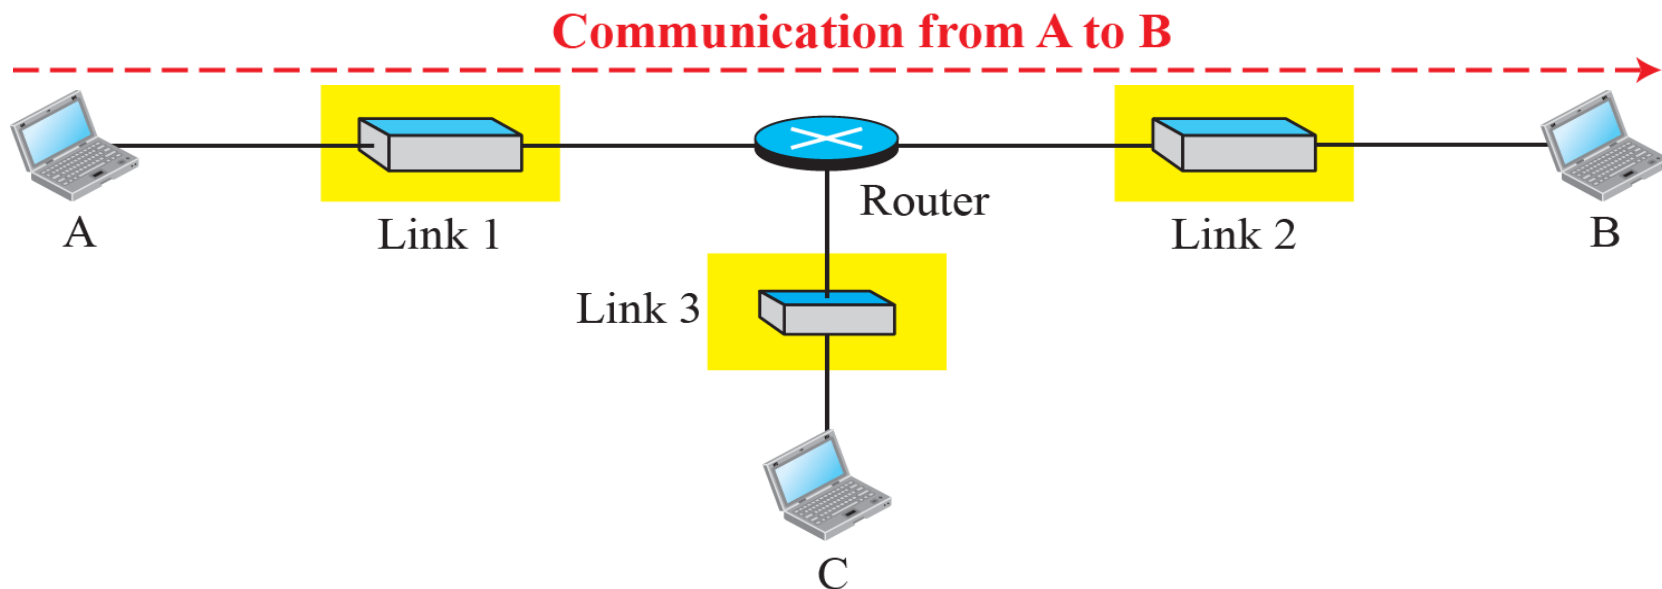 Communication from A to B
A
Link 1
Router
Link 2
B
Link 3
C